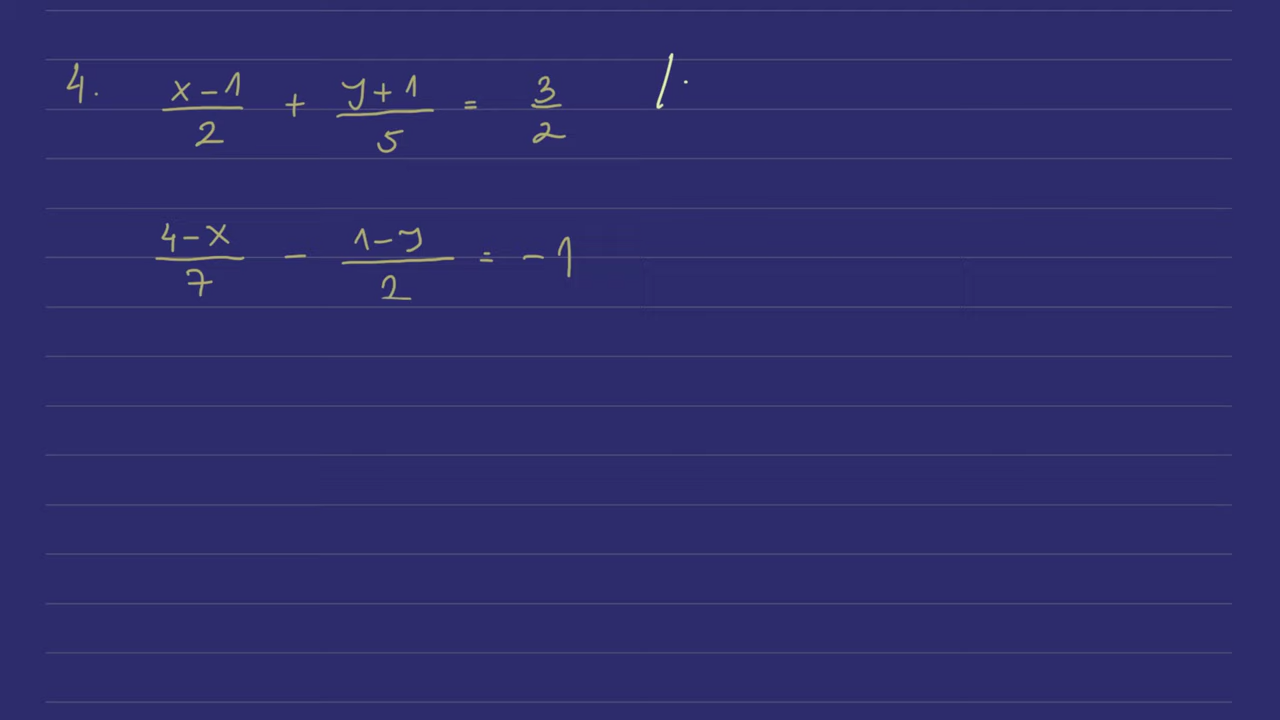 4. (x-1)/2 + (y+1)/5 = 3/2 /·
(4-x)/7 - (1-y)/2 = -1